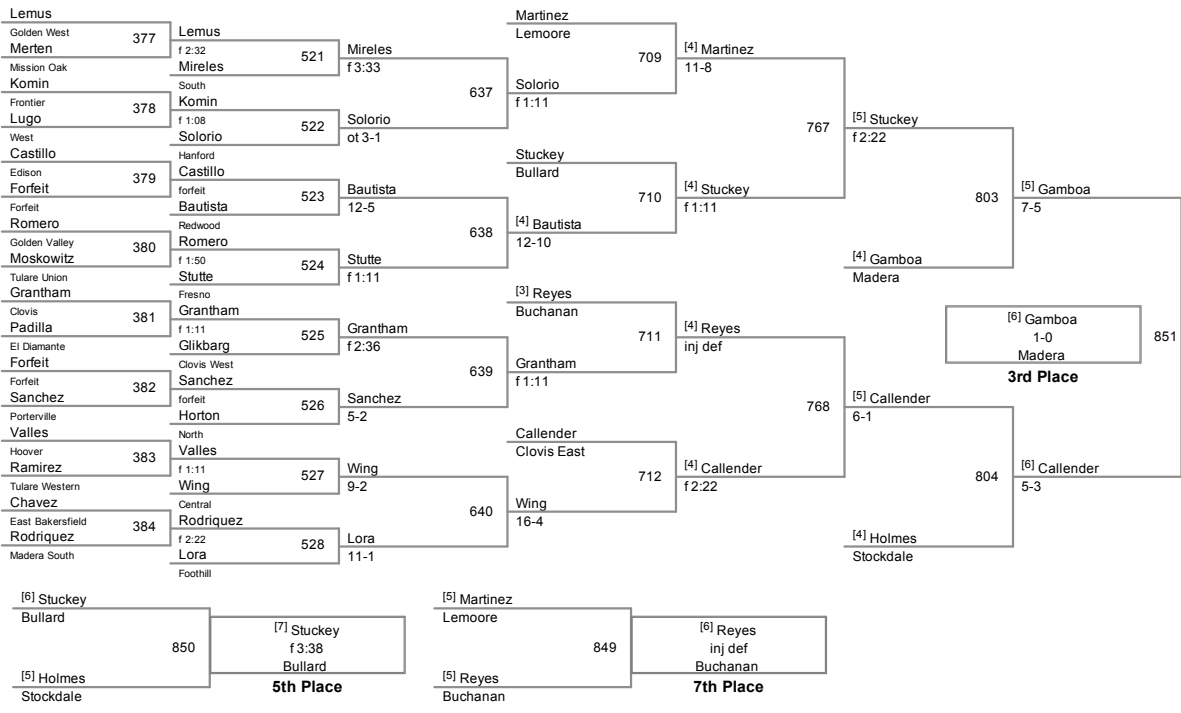 Lemus
Golden West
377
Merten
Mission Oak
Komin
Frontier
378
Lugo
West
Castillo
Edison
379
Forfeit
Forfeit
Romero
Golden Valley
380
Moskowitz
Tulare Union
Grantham
Clovis
381
Padilla
El Diamante
Forfeit
Forfeit
382
Sanchez
Porterville
Valles
Hoover
383
Ramirez
Tulare Western
Chavez
East Bakersfield
384
Rodriquez
Madera South
Lemus
f 2:32
521
Mireles
South
Komin
f 1:08
522
Solorio
Hanford
Castillo
forfeit
523
Bautista
Redwood
Romero
f 1:50
524
Stutte
Fresno
Grantham
f 1:11
525
Glikbarg
Clovis West
Sanchez
forfeit
526
Horton
North
Valles
f 1:11
527
Wing
Central
Rodriquez
f 2:22
528
Lora
Foothill
Mireles
f 3:33
637
Solorio
ot 3-1
Bautista
12-5
638
Stutte
f 1:11
Grantham
f 2:36
639
Sanchez
5-2
Wing
9-2
640
Lora
11-1
Martinez
Lemoore
709
Solorio
f 1:11
Stuckey
Bullard
710
[4] Bautista
12-10
[3] Reyes
Buchanan
711
Grantham
f 1:11
Callender
Clovis East
712
Wing
16-4
[4] Martinez
11-8
767
[4] Stuckey
f 1:11
[4] Reyes
inj def
768
[4] Callender
f 2:22
[5] Stuckey
f 2:22
803
[4] Gamboa
Madera
[5] Callender
6-1
804
[4] Holmes
Stockdale
[5] Gamboa
7-5
851
[6] Callender
5-3
[6] Gamboa
1-0
Madera
3rd Place
[6] Stuckey
Bullard
850
[5] Holmes
Stockdale
[7] Stuckey
f 3:38
Bullard
5th Place
[5] Martinez
Lemoore
849
[5] Reyes
Buchanan
[6] Reyes
inj def
Buchanan
7th Place